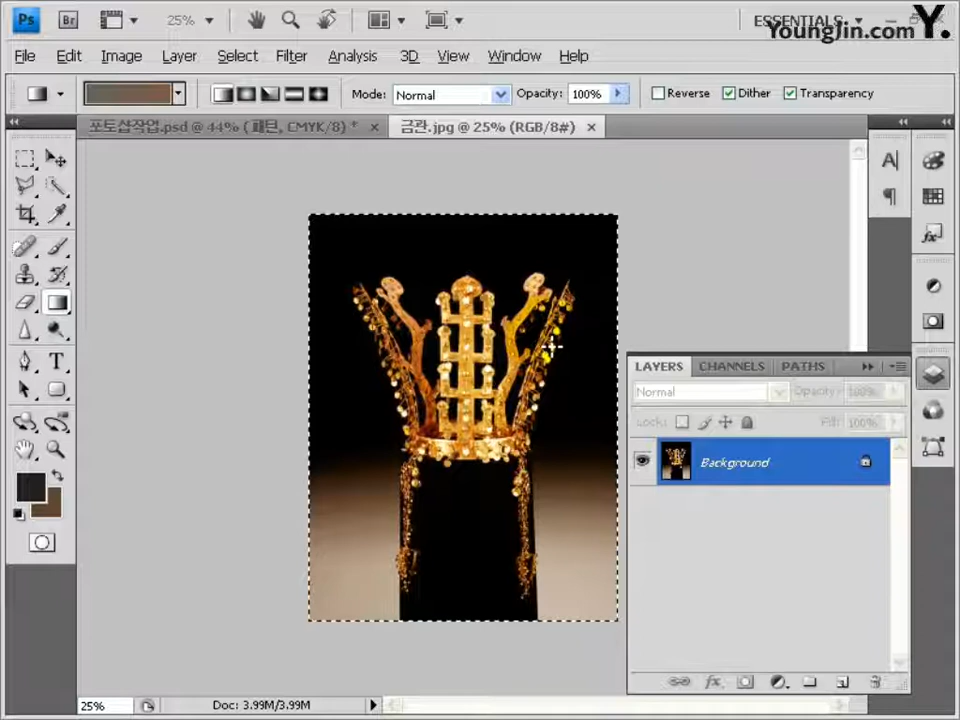 Ps Br 25% ESSENTIALS
YoungJin.com Y.
File Edit Image Layer Select Filter Analysis 3D View Window Help
Mode: Normal Opacity: 100% Reverse Dither Transparency
포토샵작업.psd @ 44% ( 패턴, CMYK/8) * 금관.jpg @ 25% (RGB/8#)
LAYERS CHANNELS PATHS
Normal Opacity: 100%
Lock: Fill: 100%
Background
25% Doc: 3.99M/3.99M